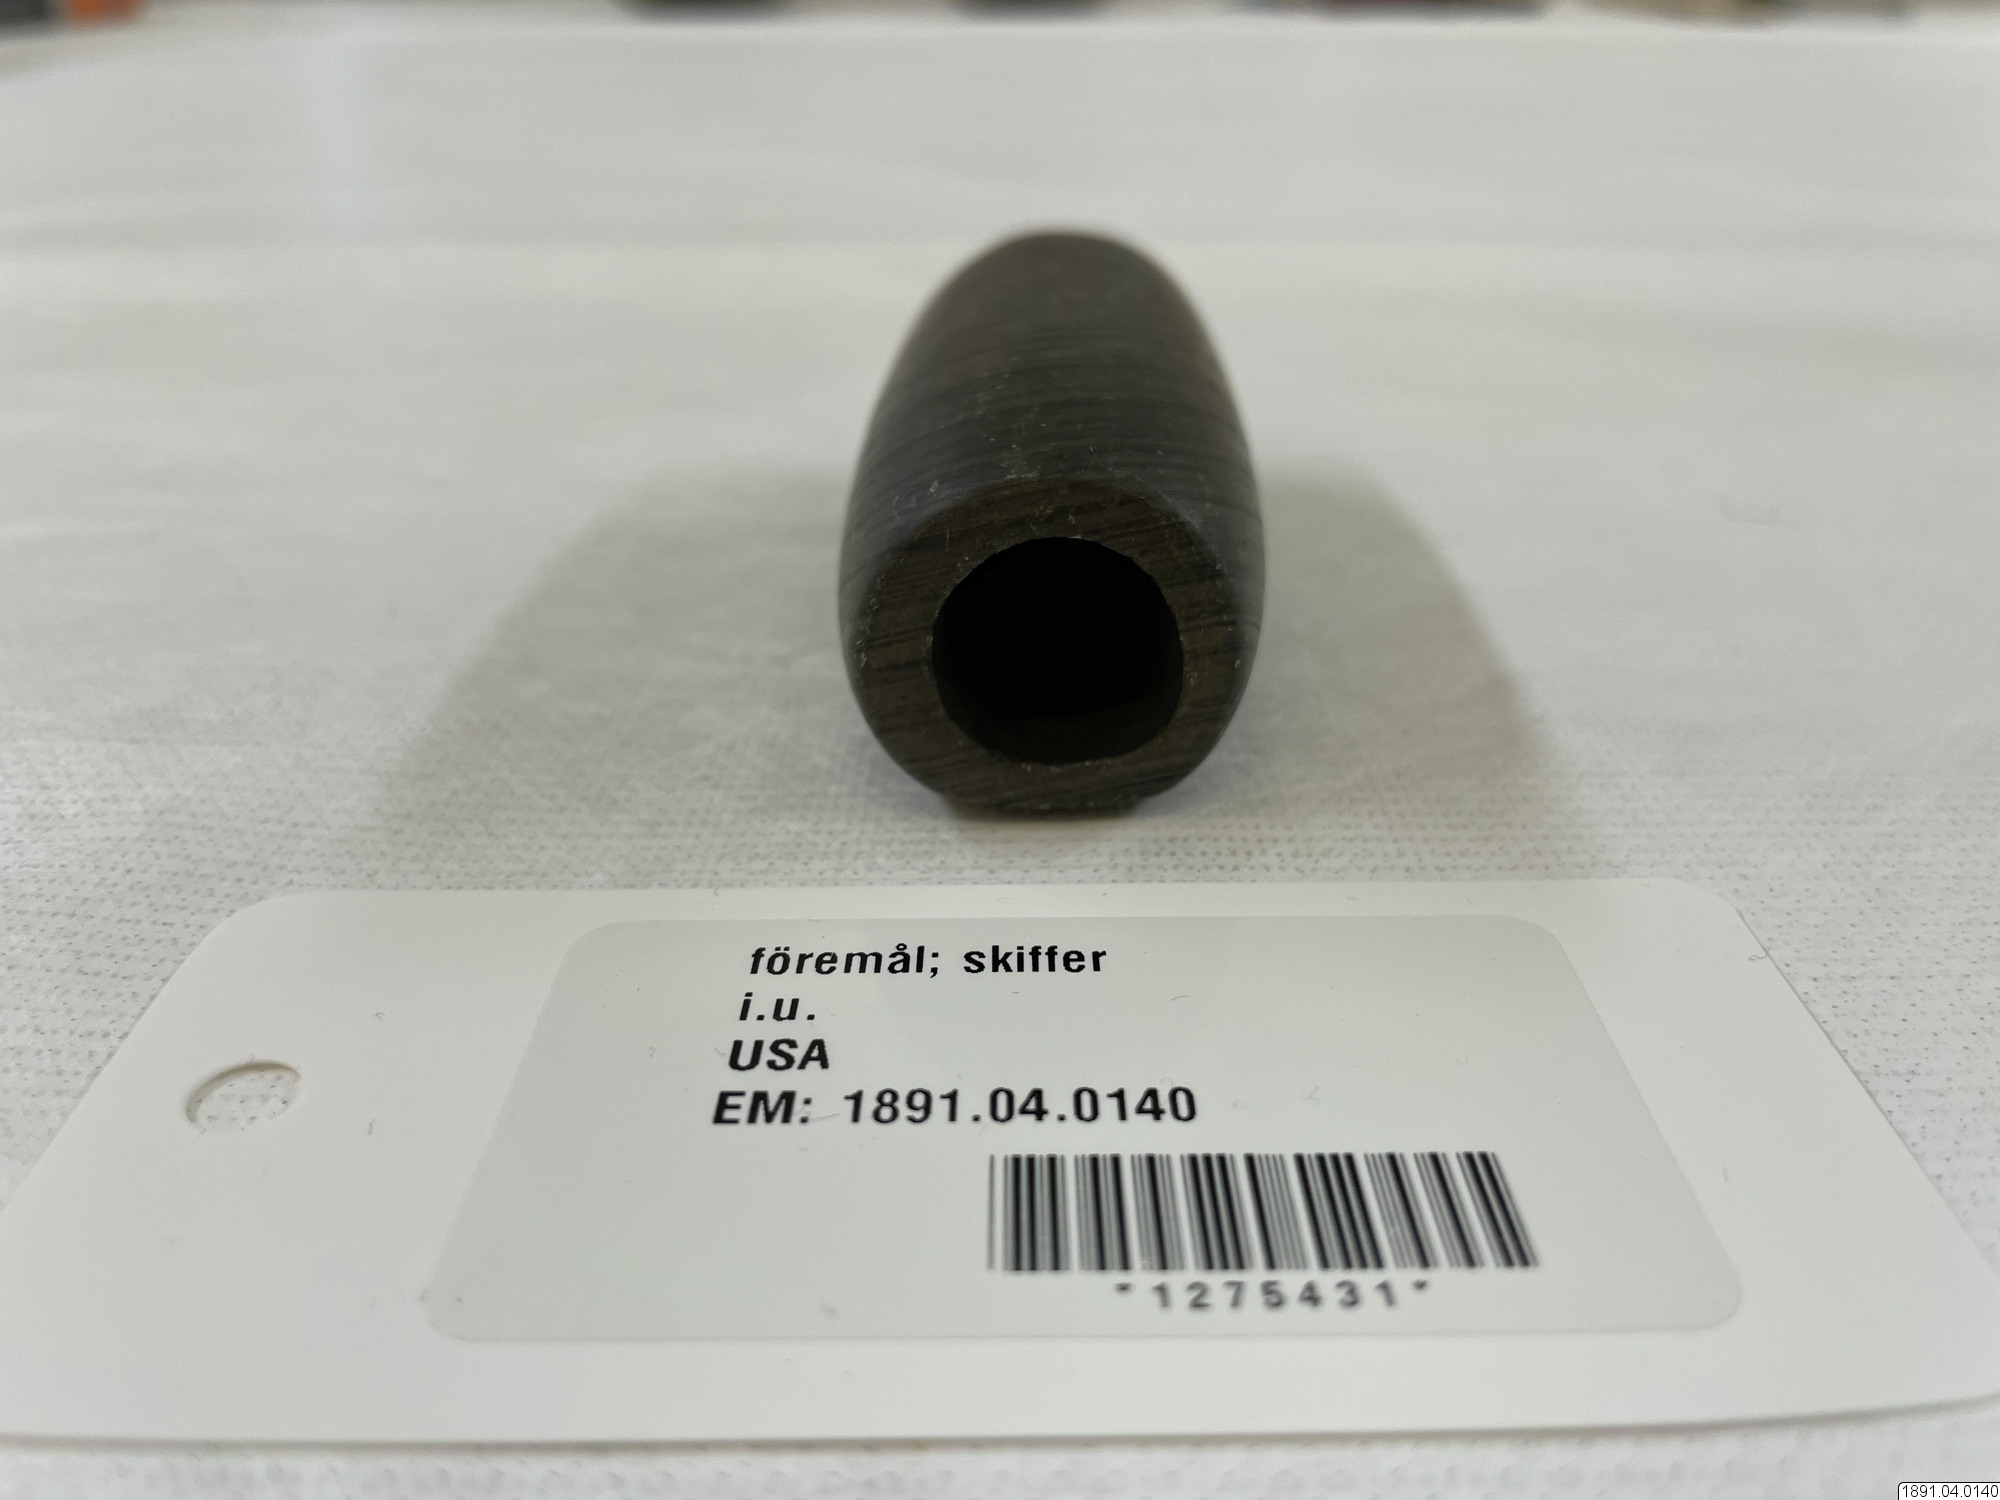 föremål; skiffer
i.u.
USA
EM: 1891.04.0140
*1275431*
1891.04.0140